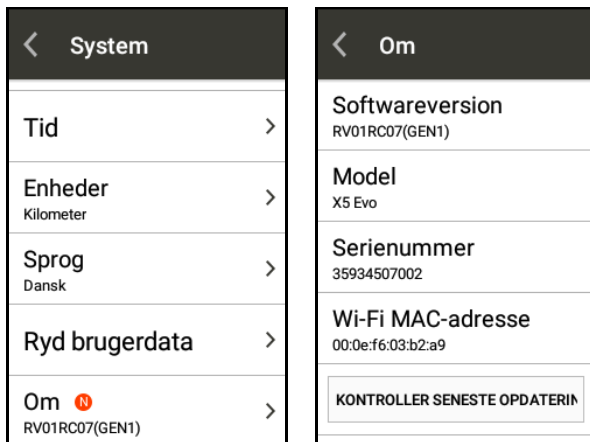 System
Tid
Enheder
Kilometer
Sprog
Dansk
Ryd brugerdata
Om N
RV01RC07(GEN1)
Om
Softwareversion
RV01RC07(GEN1)
Model
X5 Evo
Serienummer
35934507002
Wi-Fi MAC-adresse
00:0e:f6:03:b2:a9
KONTROLLER SENESTE OPDATERIN